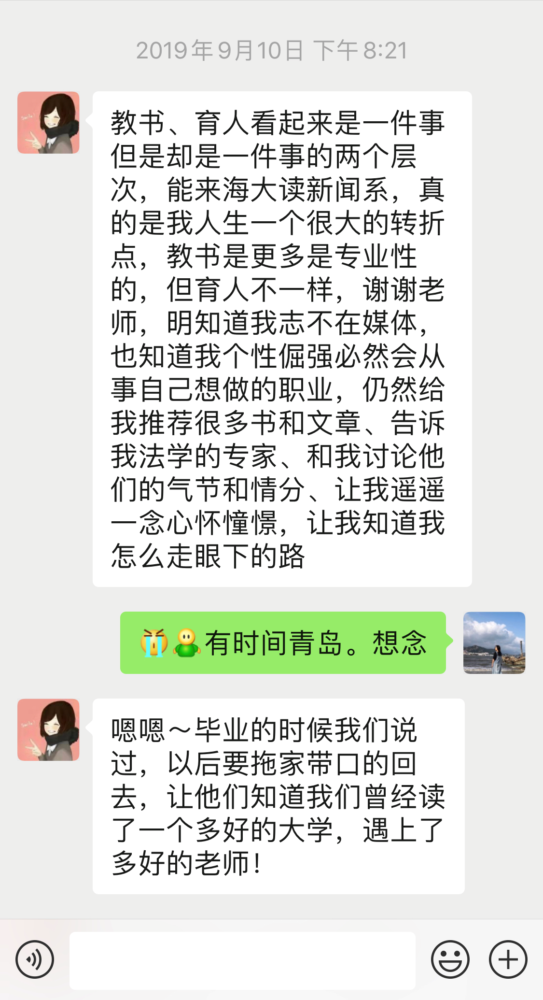 2019年9月10日 下午8:21
教书、育人看起来是一件事
但是却是一件事的两个层
次，能来海大读新闻系，真
的是我人生一个很大的转折
点，教书是更多是专业性
的，但育人不一样，谢谢老
师，明知道我志不在媒体，
也知道我个性倔强必然会从
事自己想做的职业，仍然给
我推荐很多书和文章、告诉
我法学的专家、和我讨论他
们的气节和情分、让我遥遥
一念心怀憧憬，让我知道我
怎么走眼下的路
有时间青岛。想念
嗯嗯～毕业的时候我们说
过，以后要拖家带口的回
去，让他们知道我们曾经读
了一个多好的大学，遇上了
多好的老师！